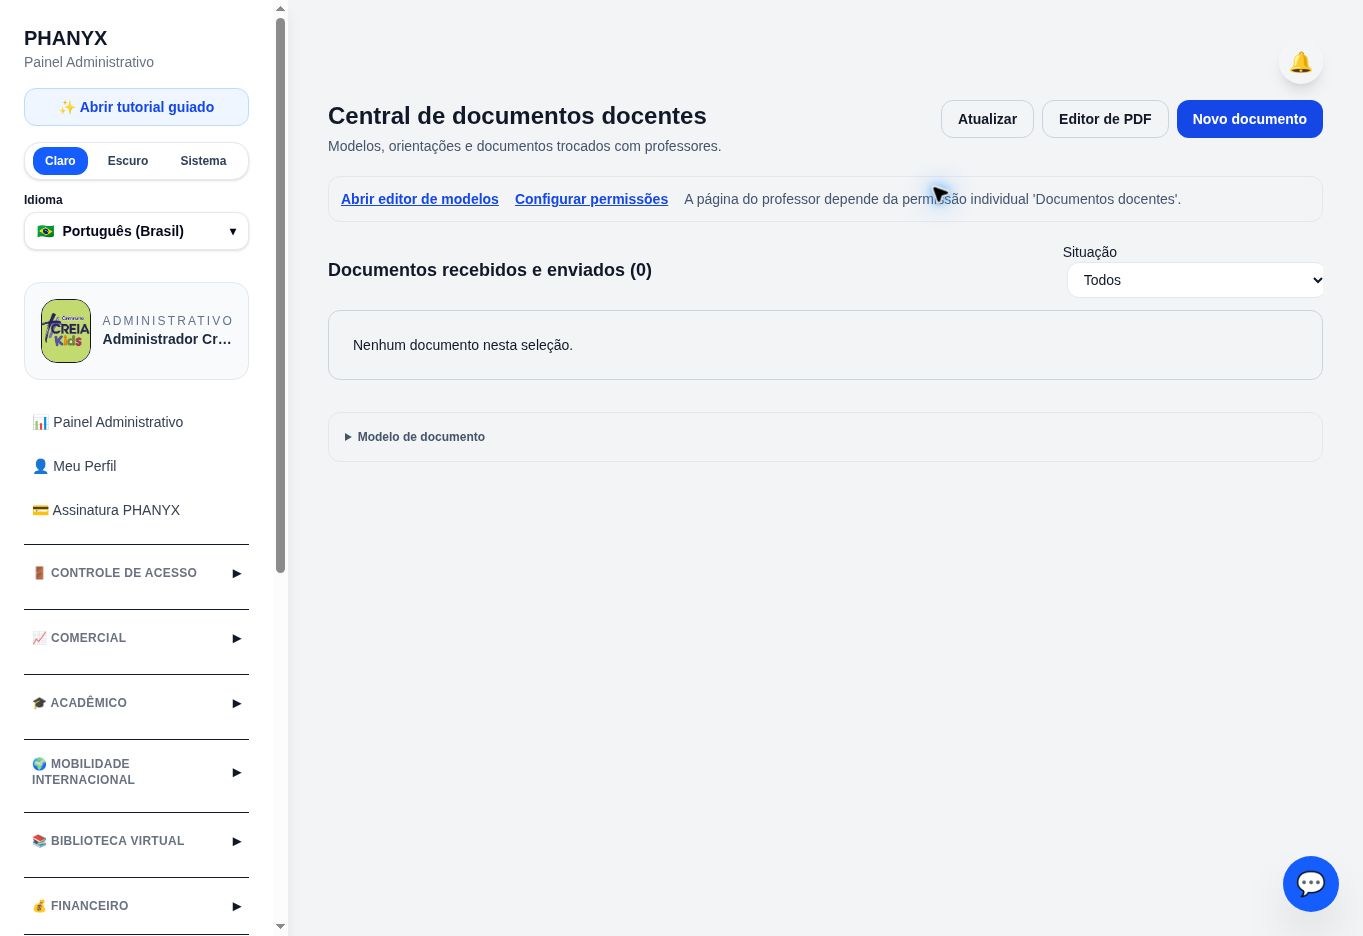 PHANYX
Painel Administrativo
✨ Abrir tutorial guiado
Claro Escuro Sistema
Idioma
🇧🇷 Português (Brasil) ▾
CREIA
Kids
ADMINISTRATIVO
Administrador Cr…
📊 Painel Administrativo
👤 Meu Perfil
💳 Assinatura PHANYX
🚪 CONTROLE DE ACESSO ▶
📈 COMERCIAL ▶
🎓 ACADÊMICO ▶
🌍 MOBILIDADE
INTERNACIONAL ▶
📚 BIBLIOTECA VIRTUAL ▶
💰 FINANCEIRO ▶
🔔
Central de documentos docentes
Modelos, orientações e documentos trocados com professores.
Atualizar Editor de PDF Novo documento
Abrir editor de modelos Configurar permissões A página do professor depende da permissão individual 'Documentos docentes'.
Documentos recebidos e enviados (0)
Situação
Todos
Nenhum documento nesta seleção.
▶ Modelo de documento
💬